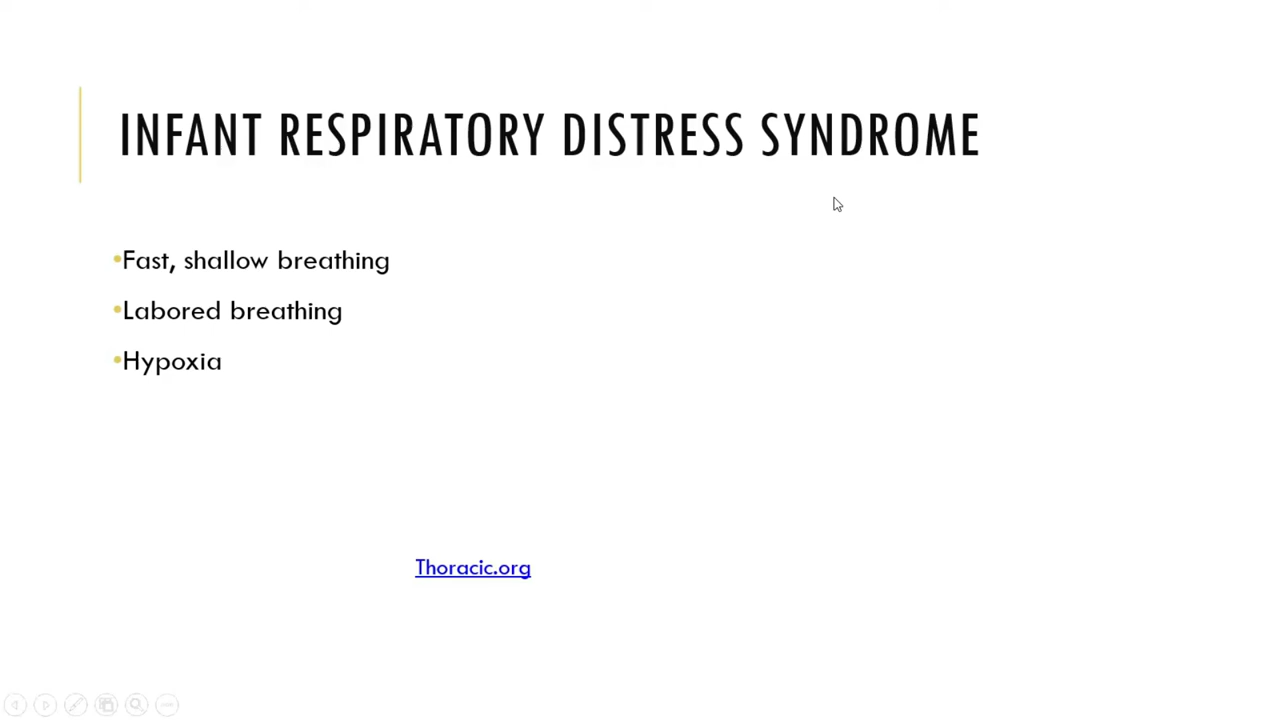 INFANT RESPIRATORY DISTRESS SYNDROME
•Fast, shallow breathing
•Labored breathing
•Hypoxia
Thoracic.org